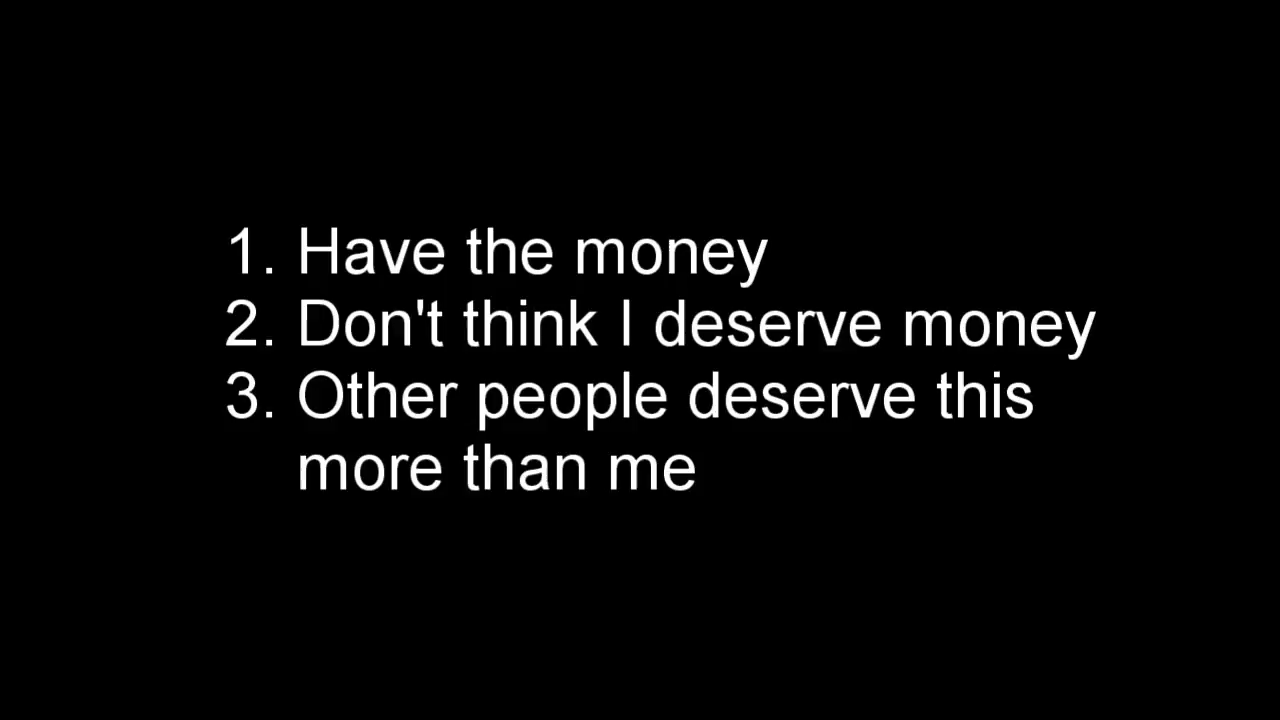 1. Have the money
2. Don't think I deserve money
3. Other people deserve this
more than me